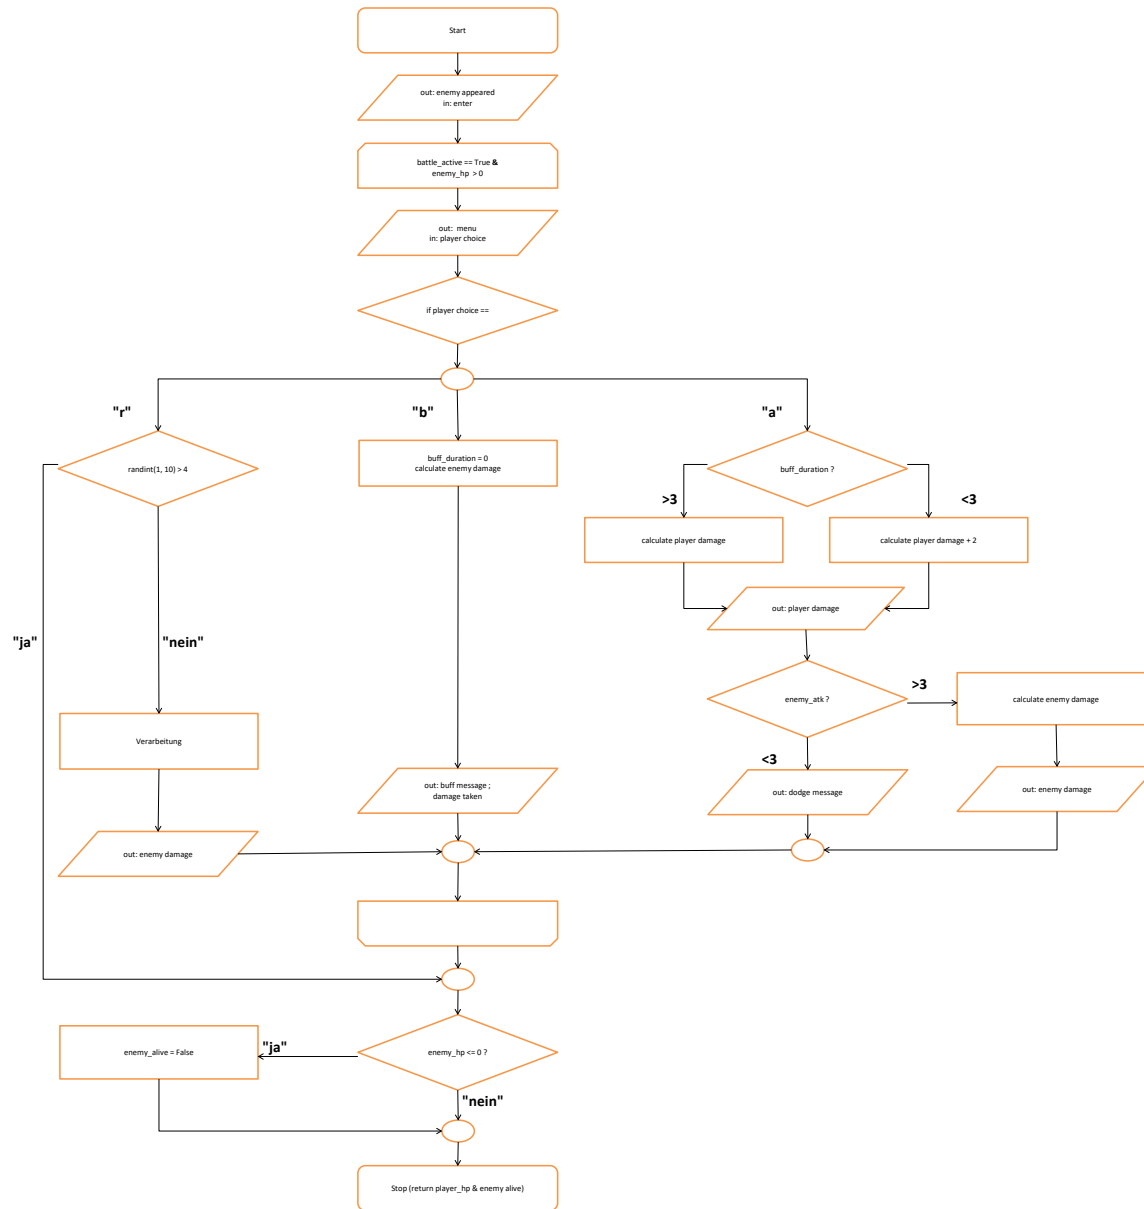 Start
out: enemy appeared
in: enter
battle_active == True &
enemy_hp > 0
out: menu
in: player choice
if player choice ==
"r"
"b"
"a"
randint(1, 10) > 4
buff_duration = 0
calculate enemy damage
buff_duration ?
>3
<3
calculate player damage
calculate player damage + 2
out: player damage
"ja"
"nein"
enemy_atk ?
>3
calculate enemy damage
Verarbeitung
<3
out: buff message ;
damage taken
out: dodge message
out: enemy damage
out: enemy damage
enemy_alive = False
"ja"
enemy_hp <= 0 ?
"nein"
Stop (return player_hp & enemy alive)